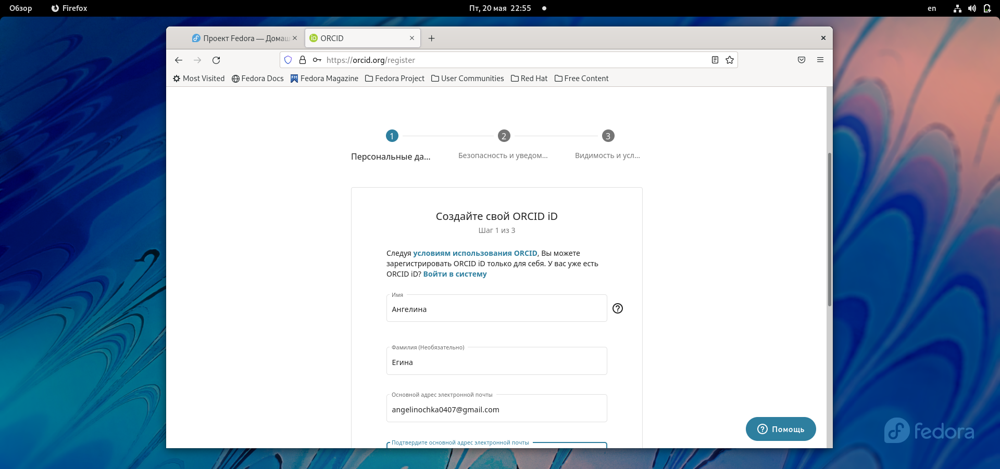 Обзор
Firefox
Пт, 20 мая 22:55
en
Проект Fedora — Домаш
ORCID
https://orcid.org/register
Most Visited
Fedora Docs
Fedora Magazine
Fedora Project
User Communities
Red Hat
Free Content
1
2
3
Персональные да...
Безопасность и уведом...
Видимость и усл...
Создайте свой ORCID iD
Шаг 1 из 3
Следуя условиям использования ORCID, Вы можете
зарегистрировать ORCID iD только для себя. У вас уже есть
ORCID iD? Войти в систему
Имя
Ангелина
Фамилия (Необязательно)
Егина
Основной адрес электронной почты
angelinochka0407@gmail.com
Подтвердите основной адрес электронной почты
Помощь
fedora